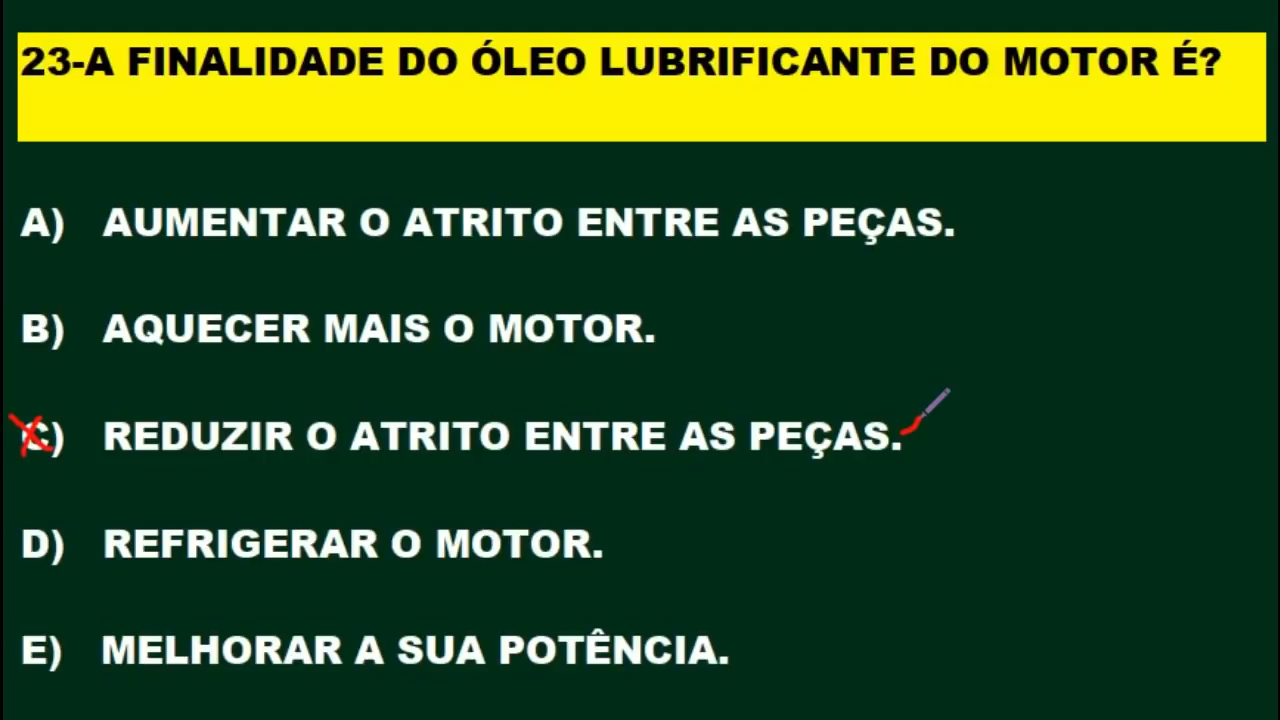 23-A FINALIDADE DO ÓLEO LUBRIFICANTE DO MOTOR É?
A) AUMENTAR O ATRITO ENTRE AS PEÇAS.
B) AQUECER MAIS O MOTOR.
C) REDUZIR O ATRITO ENTRE AS PEÇAS.
D) REFRIGERAR O MOTOR.
E) MELHORAR A SUA POTÊNCIA.